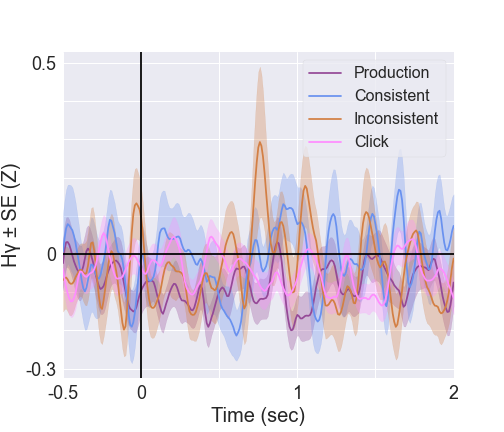 0.5
Production
Consistent
Inconsistent
Click
Hγ ± SE (Z)
0
-0.3
-0.5
0
1
2
Time (sec)